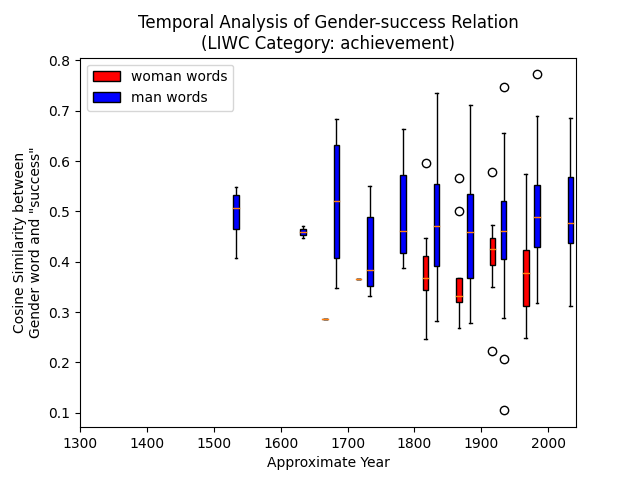 Temporal Analysis of Gender-success Relation
(LIWC Category: achievement)
woman words
man words
Cosine Similarity between
Gender word and "success"
0.8
0.7
0.6
0.5
0.4
0.3
0.2
0.1
1300 1400 1500 1600 1700 1800 1900 2000
Approximate Year